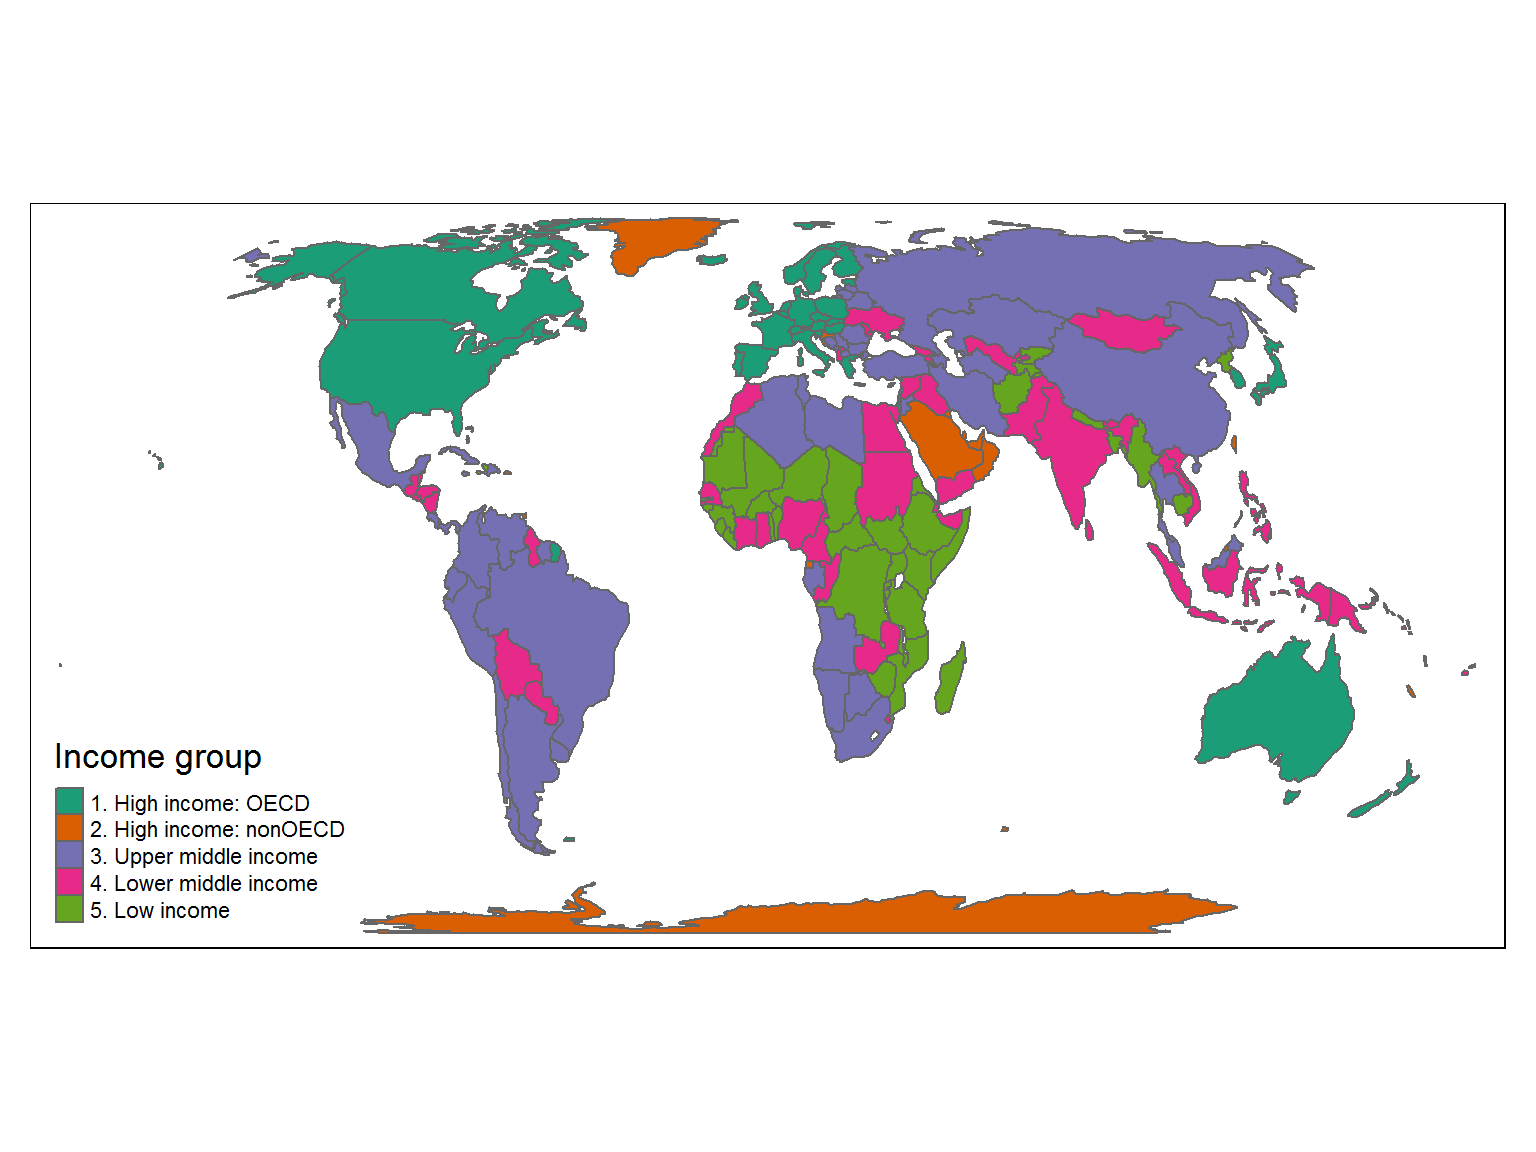 Income group
1. High income: OECD
2. High income: nonOECD
3. Upper middle income
4. Lower middle income
5. Low income